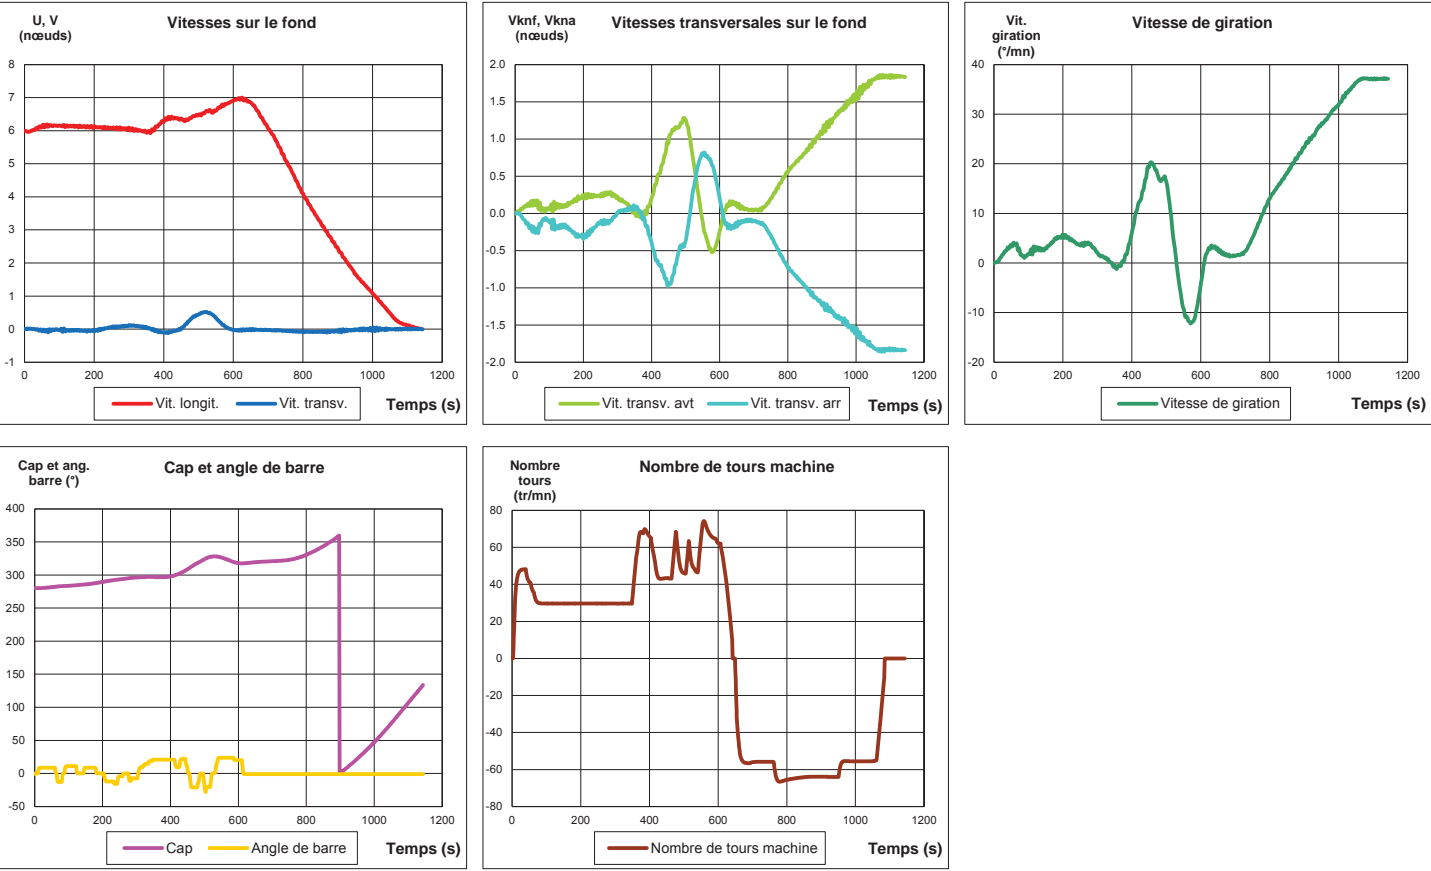 U, V
(nœuds)
Vitesses sur le fond
8
7
6
5
4
3
2
1
0
-1
0 200 400 600 800 1000 1200
Vit. longit. Vit. transv. Temps (s)
Vknf, Vkna
(nœuds)
Vitesses transversales sur le fond
2.0
1.5
1.0
0.5
0.0
-0.5
-1.0
-1.5
-2.0
0 200 400 600 800 1000 1200
Vit. transv. avt Vit. transv. arr Temps (s)
Vit.
giration
(°/mn)
Vitesse de giration
40
30
20
10
0
-10
-20
0 200 400 600 800 1000 1200
Vitesse de giration Temps (s)
Cap et ang.
barre (°)
Cap et angle de barre
400
350
300
250
200
150
100
50
0
-50
0 200 400 600 800 1000 1200
Cap Angle de barre Temps (s)
Nombre
tours
(tr/mn)
Nombre de tours machine
80
60
40
20
0
-20
-40
-60
-80
0 200 400 600 800 1000 1200
Nombre de tours machine Temps (s)